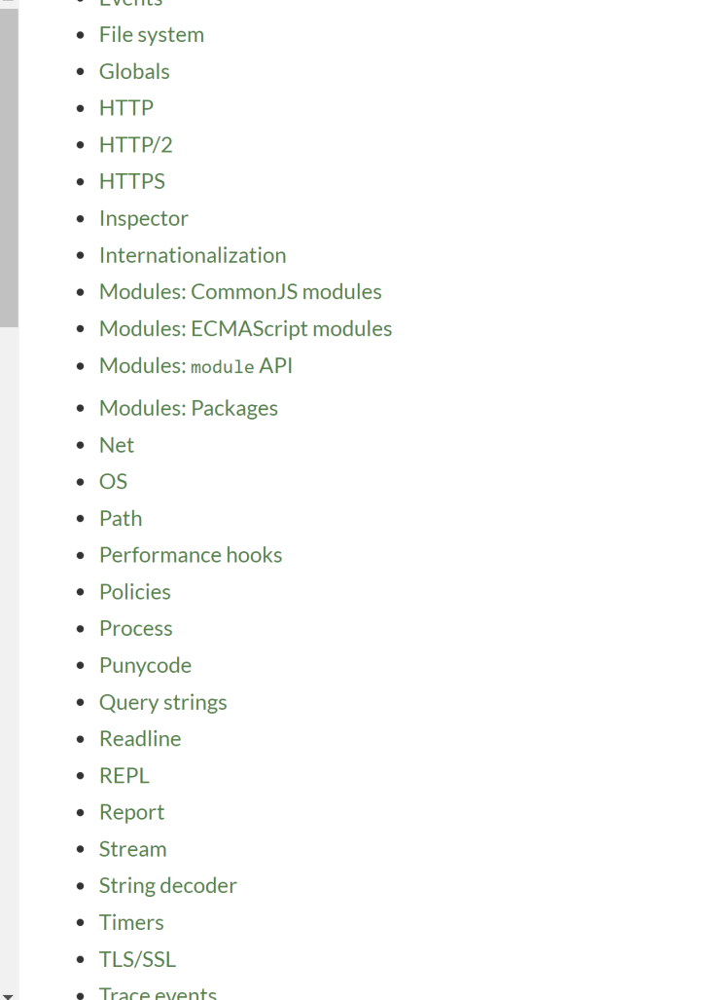 Events
File system
Globals
HTTP
HTTP/2
HTTPS
Inspector
Internationalization
Modules: CommonJS modules
Modules: ECMAScript modules
Modules: module API
Modules: Packages
Net
OS
Path
Performance hooks
Policies
Process
Punycode
Query strings
Readline
REPL
Report
Stream
String decoder
Timers
TLS/SSL
Trace events